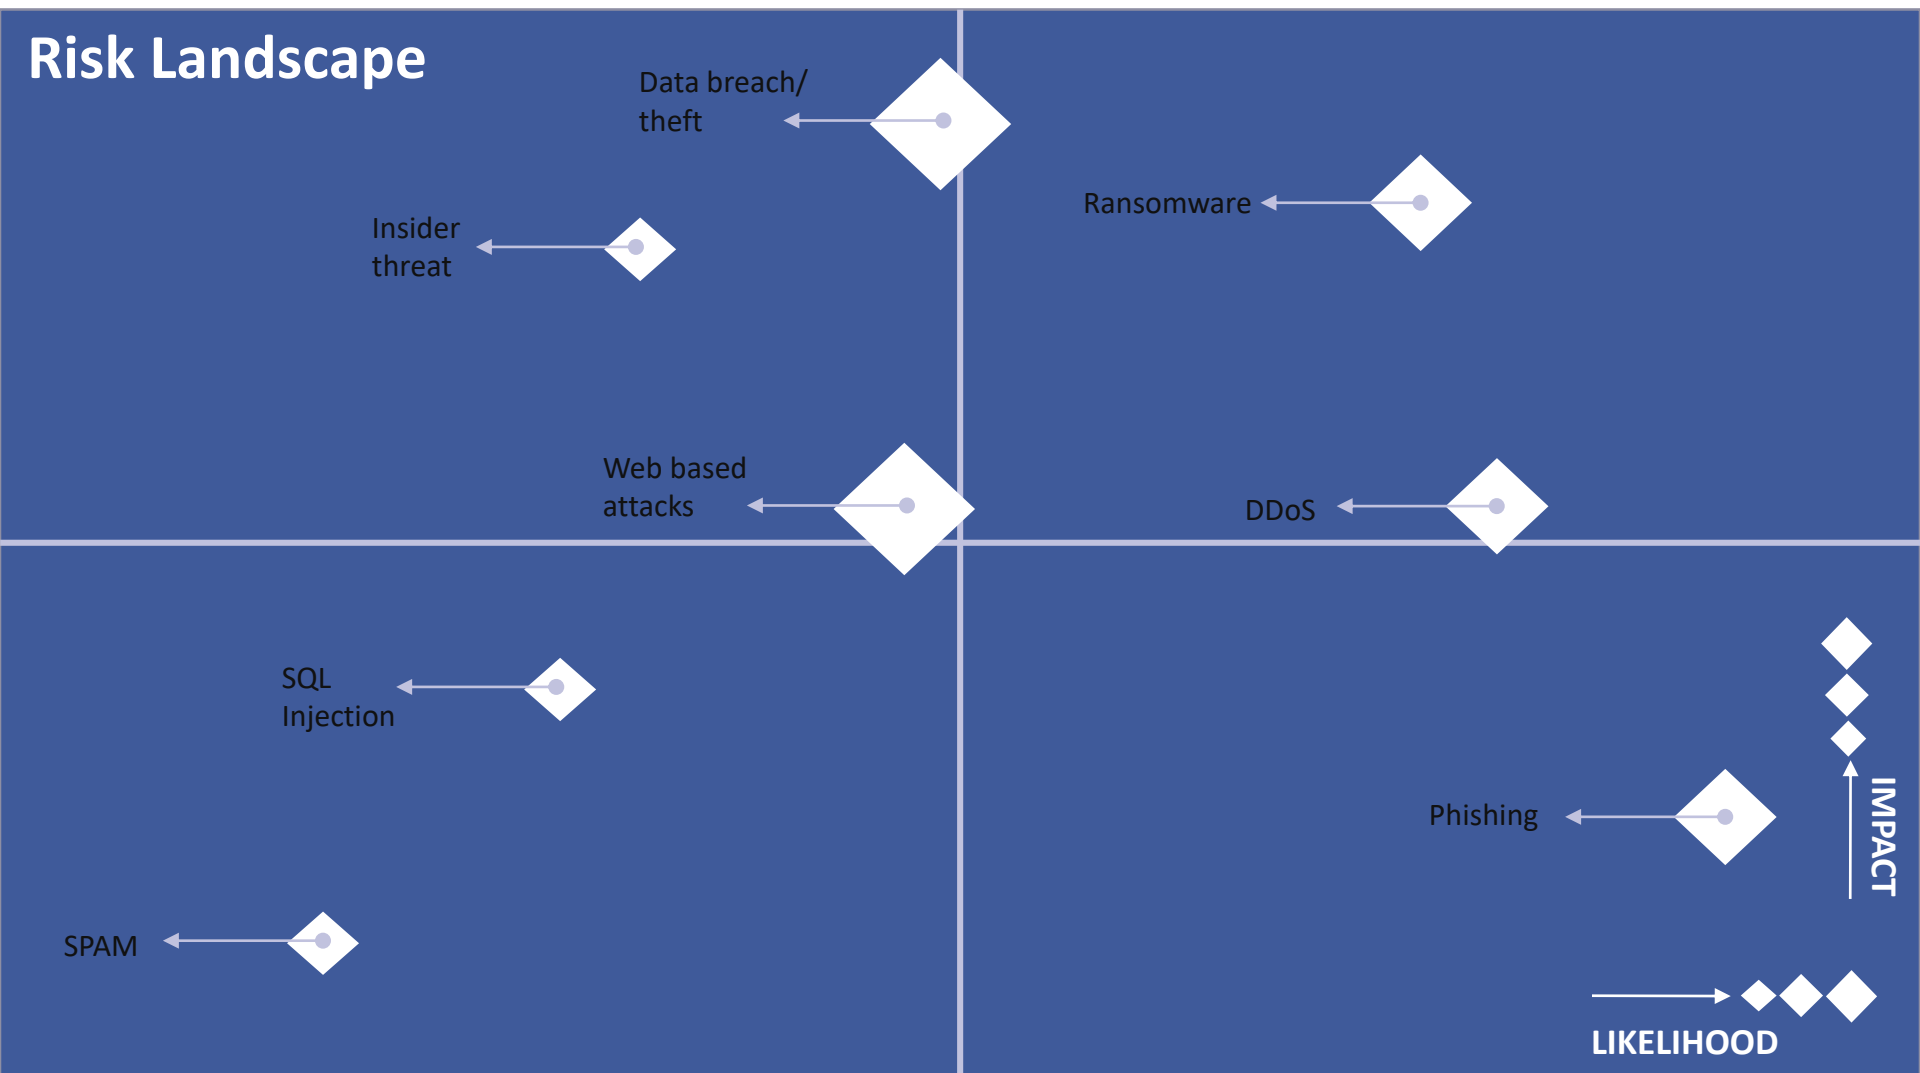 Risk Landscape
Data breach/
theft
Ransomware
Insider
threat
Web based
attacks
DDoS
SQL
Injection
Phishing
IMPACT
SPAM
LIKELIHOOD